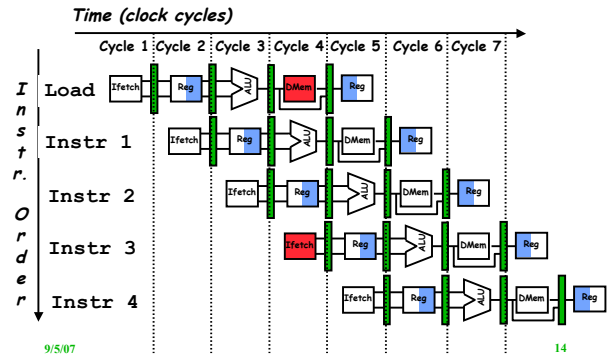 Time (clock cycles)
Cycle 1 Cycle 2 Cycle 3 Cycle 4 Cycle 5 Cycle 6 Cycle 7
Instr. Order
Load Ifetch Reg ALU DMem Reg
Instr 1 Ifetch Reg ALU DMem Reg
Instr 2 Ifetch Reg ALU DMem Reg
Instr 3 Ifetch Reg ALU DMem Reg
Instr 4 Ifetch Reg ALU DMem Reg
9/5/07 14